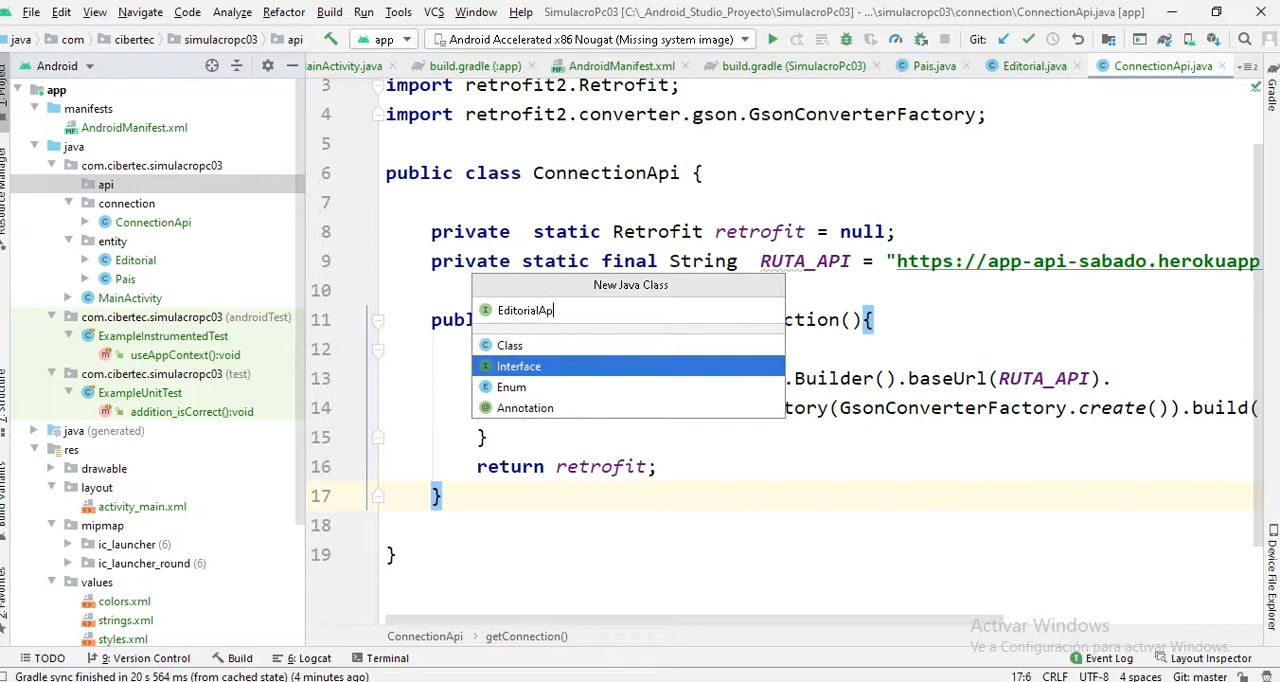 File Edit View Navigate Code Analyze Refactor Build Run Tools VCS Window Help SimulacroPc03 [C:\_Android_Studio_Proyecto\SimulacroPc03] - ...\simulacropc03\connection\ConnectionApi.java [app]
java com cibertec simulacropc03 api app Android Accelerated x86 Nougat (Missing system image) Git:
Android
ainActivity.java build.gradle (:app) AndroidManifest.xml build.gradle (SimulacroPc03) Pais.java Editorial.java ConnectionApi.java
app
manifests
AndroidManifest.xml
java
com.cibertec.simulacropc03
api
connection
ConnectionApi
entity
Editorial
Pais
MainActivity
com.cibertec.simulacropc03 (androidTest)
ExampleInstrumentedTest
useAppContext():void
com.cibertec.simulacropc03 (test)
ExampleUnitTest
addition_isCorrect():void
java (generated)
res
drawable
layout
activity_main.xml
mipmap
ic_launcher (6)
ic_launcher_round (6)
values
colors.xml
strings.xml
styles.xml
3 import retrofit2.Retrofit;
4 import retrofit2.converter.gson.GsonConverterFactory;
5
6 public class ConnectionApi {
7
8 private static Retrofit retrofit = null;
9 private static final String RUTA_API = "https://app-api-sabado.herokuapp
10
11 publ ction(){
12
13 .Builder().baseUrl(RUTA_API).
14 tory(GsonConverterFactory.create()).build(
15 }
16 return retrofit;
17 }
18
19 }
New Java Class
EditorialAp
Class
Interface
Enum
Annotation
Resource Manager
Gradle
Device File Explorer
ConnectionApi getConnection()
Activar Windows
Ve a Configuración para activar Windows.
TODO 9: Version Control Build 6: Logcat Terminal Event Log Layout Inspector
Gradle sync finished in 20 s 564 ms (from cached state) (4 minutes ago) 17:6 CRLF UTF-8 4 spaces Git: master